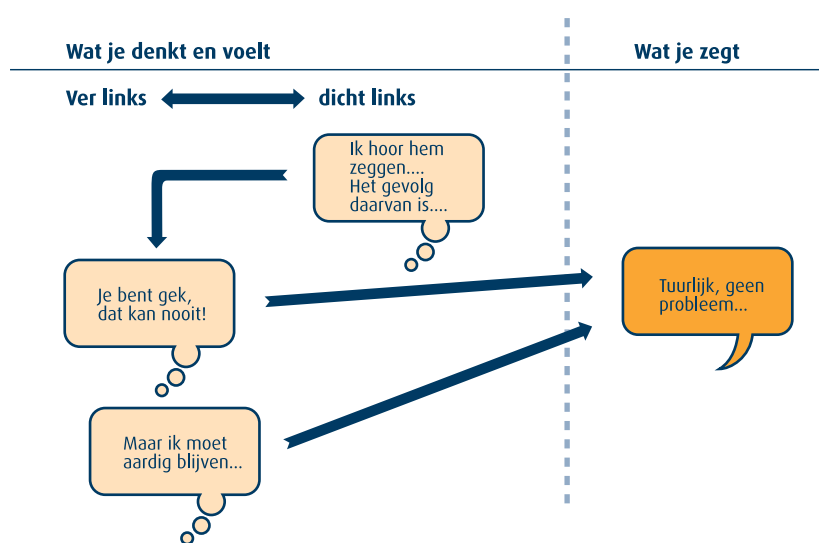 Wat je denkt en voelt
Wat je zegt
Ver links
dicht links
Ik hoor hem
zeggen....
Het gevolg
daarvan is....
Je bent gek,
dat kan nooit!
Tuurlijk, geen
probleem...
Maar ik moet
aardig blijven...